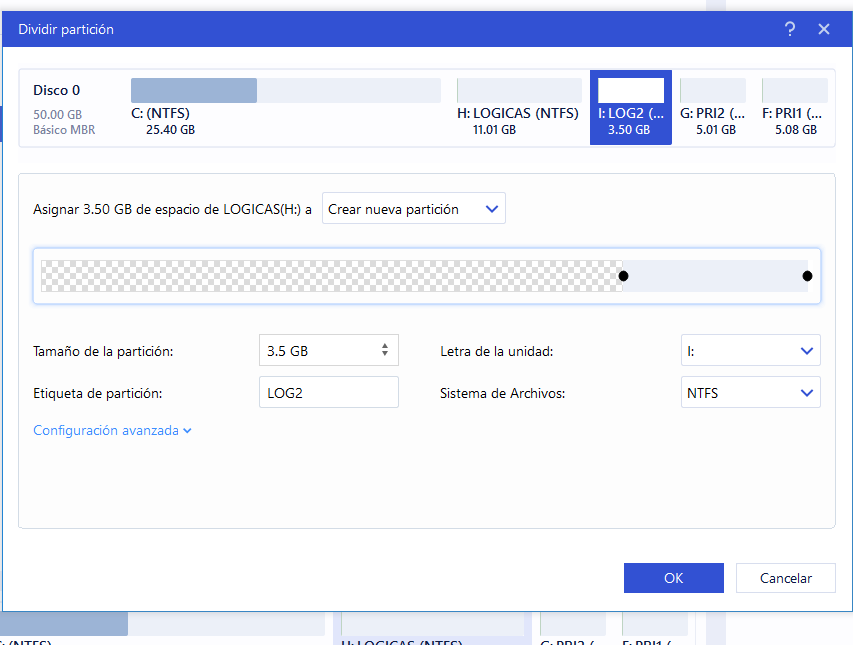 Dividir partición
?
Disco 0
50.00 GB
Básico MBR
C: (NTFS)
25.40 GB
H: LOGICAS (NTFS)
11.01 GB
I: LOG2 (...
3.50 GB
G: PRI2 (...
5.01 GB
F: PRI1 (...
5.08 GB
Asignar 3.50 GB de espacio de LOGICAS(H:) a
Crear nueva partición
Tamaño de la partición:
3.5 GB
Letra de la unidad:
I:
Etiqueta de partición:
LOG2
Sistema de Archivos:
NTFS
Configuración avanzada
OK
Cancelar
: (NTFS)
H: LOGICAS (NTFS)
G: PRI2 (
F: PRI1 (